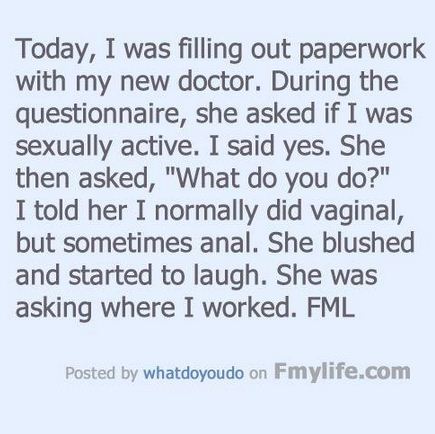 Today, I was filling out paperwork
with my new doctor. During the
questionnaire, she asked if I was
sexually active. I said yes. She
then asked, "What do you do?"
I told her I normally did vaginal,
but sometimes anal. She blushed
and started to laugh. She was
asking where I worked. FML
Posted by whatdoyoudo on Fmylife.com